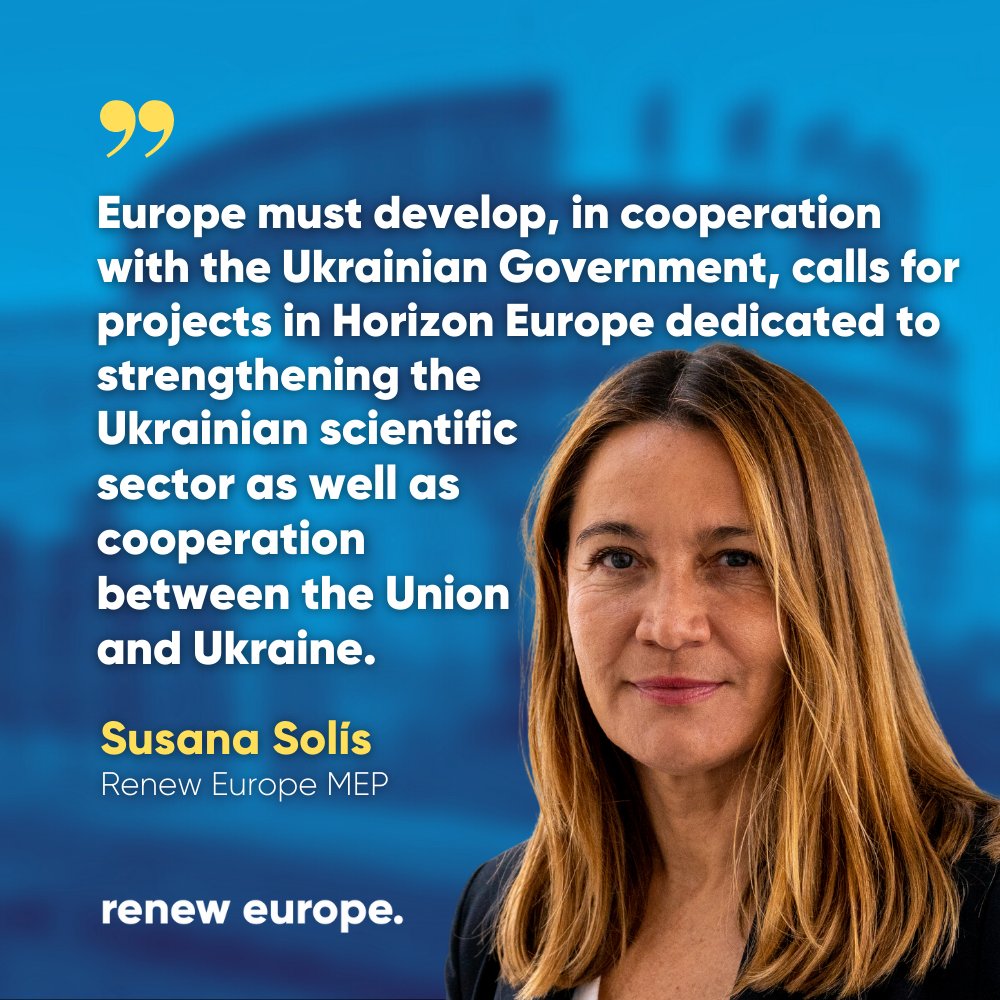 ”
Europe must develop, in cooperation
with the Ukrainian Government, calls for
projects in Horizon Europe dedicated to
strengthening the
Ukrainian scientific
sector as well as
cooperation
between the Union
and Ukraine.
Susana Solís
Renew Europe MEP
renew europe.